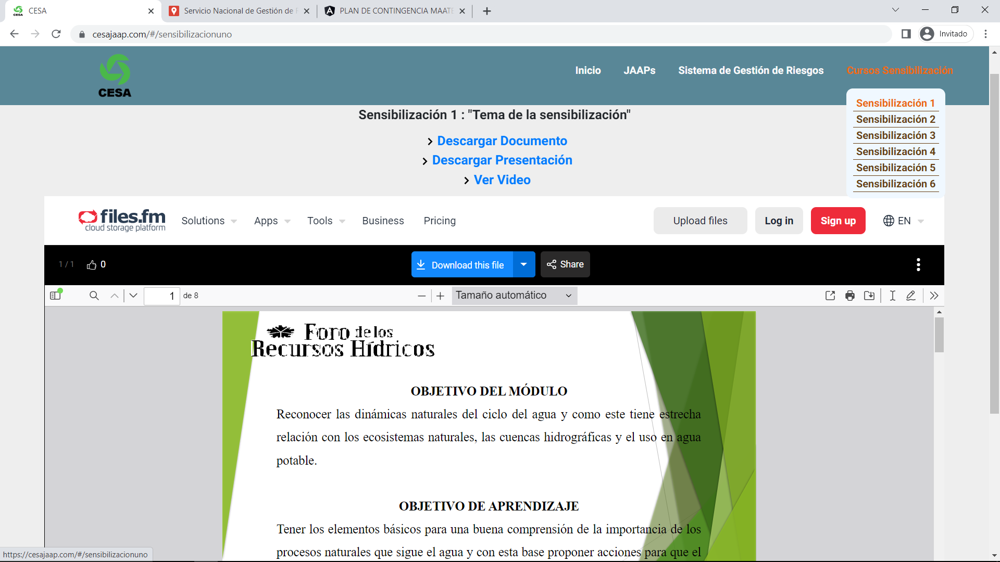 CESA
Servicio Nacional de Gestión de
PLAN DE CONTINGENCIA MAATE
cesajaap.com/#/sensibilizacionuno
Invitado
CESA
Inicio
JAAPs
Sistema de Gestión de Riesgos
Cursos Sensibilización
Sensibilización 1
Sensibilización 2
Sensibilización 3
Sensibilización 4
Sensibilización 5
Sensibilización 6
Sensibilización 1 : "Tema de la sensibilización"
Descargar Documento
Descargar Presentación
Ver Video
files.fm
cloud storage platform
Solutions
Apps
Tools
Business
Pricing
Upload files
Log in
Sign up
EN
1 / 1
0
Download this file
Share
1 de 8
Tamaño automático
Foro de los
Recursos Hídricos
OBJETIVO DEL MÓDULO
Reconocer las dinámicas naturales del ciclo del agua y como este tiene estrecha
relación con los ecosistemas naturales, las cuencas hidrográficas y el uso en agua
potable.
OBJETIVO DE APRENDIZAJE
Tener los elementos básicos para una buena comprensión de la importancia de los
procesos naturales que sigue el agua y con esta base proponer acciones para que el
https://cesajaap.com/#/sensibilizacionuno